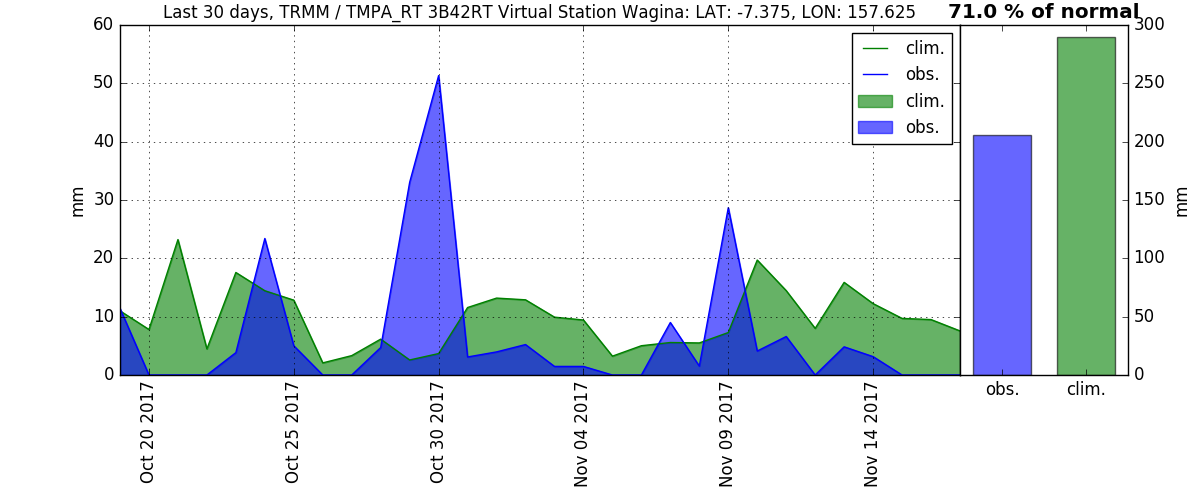 Last 30 days, TRMM / TMPA_RT 3B42RT Virtual Station Wagina: LAT: -7.375, LON: 157.625
71.0 % of normal
60
50
40
30
20
10
0
mm
clim.
obs.
clim.
obs.
300
250
200
150
100
50
0
mm
obs.
clim.
Oct 20 2017
Oct 25 2017
Oct 30 2017
Nov 04 2017
Nov 09 2017
Nov 14 2017